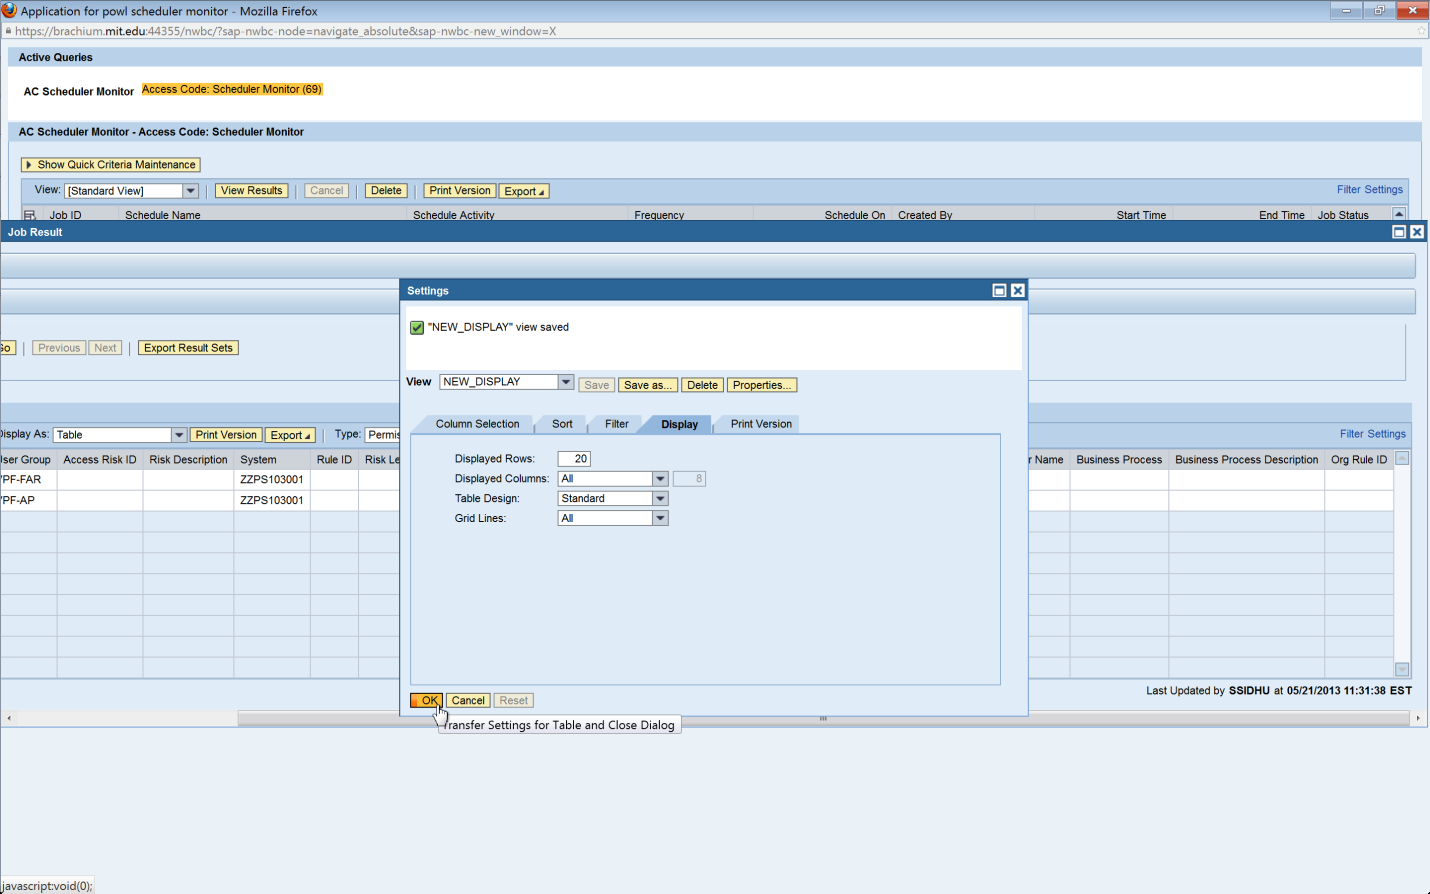 Application for powl scheduler monitor - Mozilla Firefox
https://brachium.mit.edu:44355/nwbc/?sap-nwbc-node=navigate_absolute&sap-nwbc-new_window=X
Active Queries
AC Scheduler Monitor Access Code: Scheduler Monitor (69)
AC Scheduler Monitor - Access Code: Scheduler Monitor
Show Quick Criteria Maintenance
View: [Standard View] View Results Cancel Delete Print Version Export Filter Settings
Job ID Schedule Name Schedule Activity Frequency Schedule On Created By Start Time End Time Job Status
Job Result
Settings
"NEW_DISPLAY" view saved
Previous Next Export Result Sets
View NEW_DISPLAY Save Save as... Delete Properties...
Column Selection Sort Filter Display Print Version
Display As: Table Print Version Export Type: Permis Filter Settings
ser Group Access Risk ID Risk Description System Rule ID Risk Le r Name Business Process Business Process Description Org Rule ID
PF-FAR ZZPS103001
PF-AP ZZPS103001
Displayed Rows: 20
Displayed Columns: All 8
Table Design: Standard
Grid Lines: All
Last Updated by SSIDHU at 05/21/2013 11:31:38 EST
OK Cancel Reset
Transfer Settings for Table and Close Dialog
javascript:void(0);